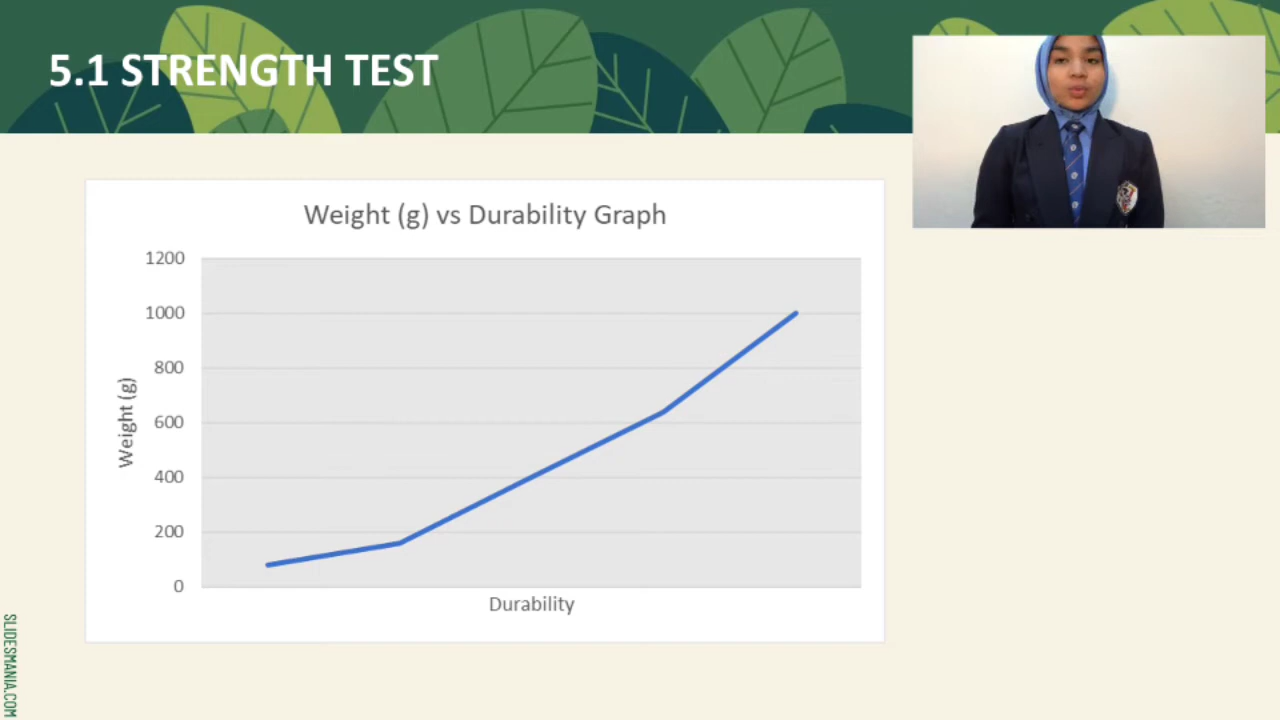 5.1 STRENGTH TEST
Weight (g) vs Durability Graph
1200
1000
800
600
400
200
0
Weight (g)
Durability
SLIDESMANIA.COM